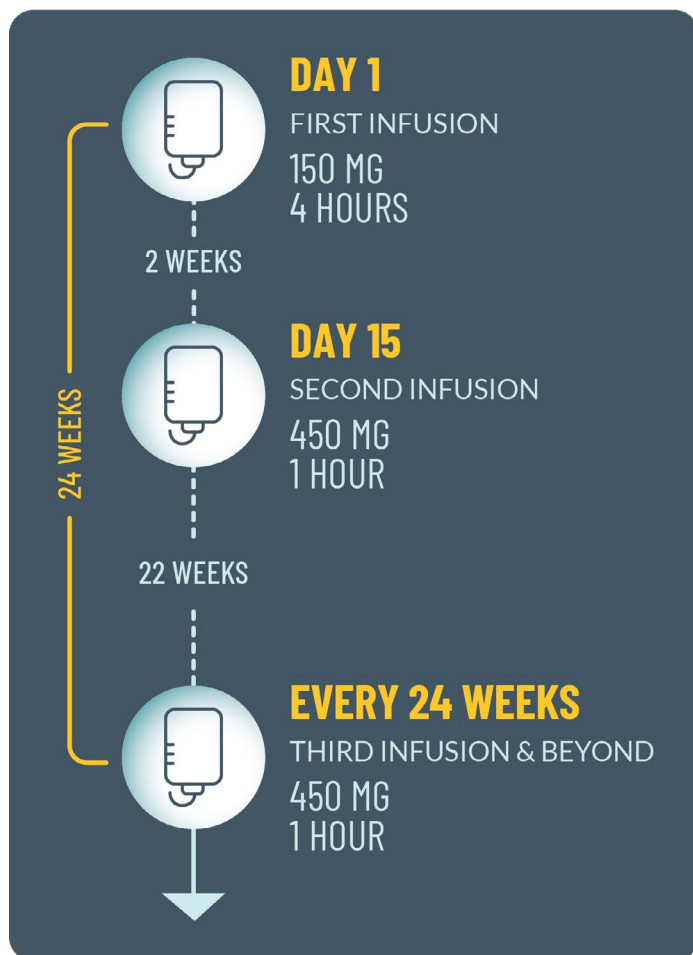 DAY 1
FIRST INFUSION
150 MG
4 HOURS
2 WEEKS
DAY 15
SECOND INFUSION
450 MG
1 HOUR
24 WEEKS
22 WEEKS
EVERY 24 WEEKS
THIRD INFUSION & BEYOND
450 MG
1 HOUR